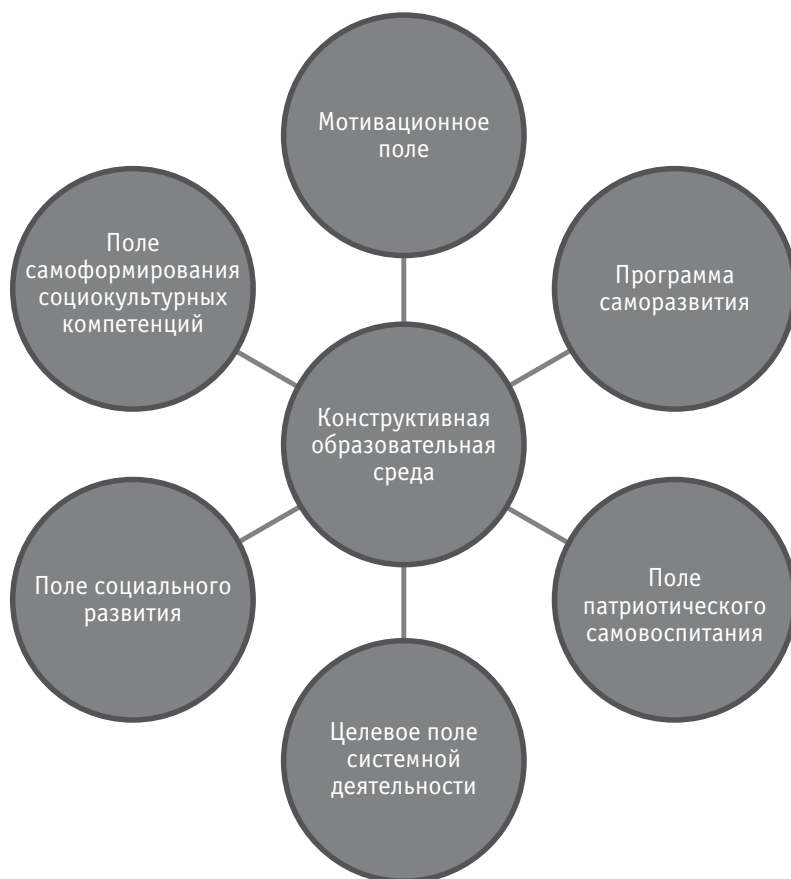 Мотивационное
поле
Поле
самоформирования
социокультурных
компетенций
Программа
саморазвития
Конструктивная
образовательная
среда
Поле социального
развития
Поле
патриотического
самовоспитания
Целевое поле
системной
деятельности